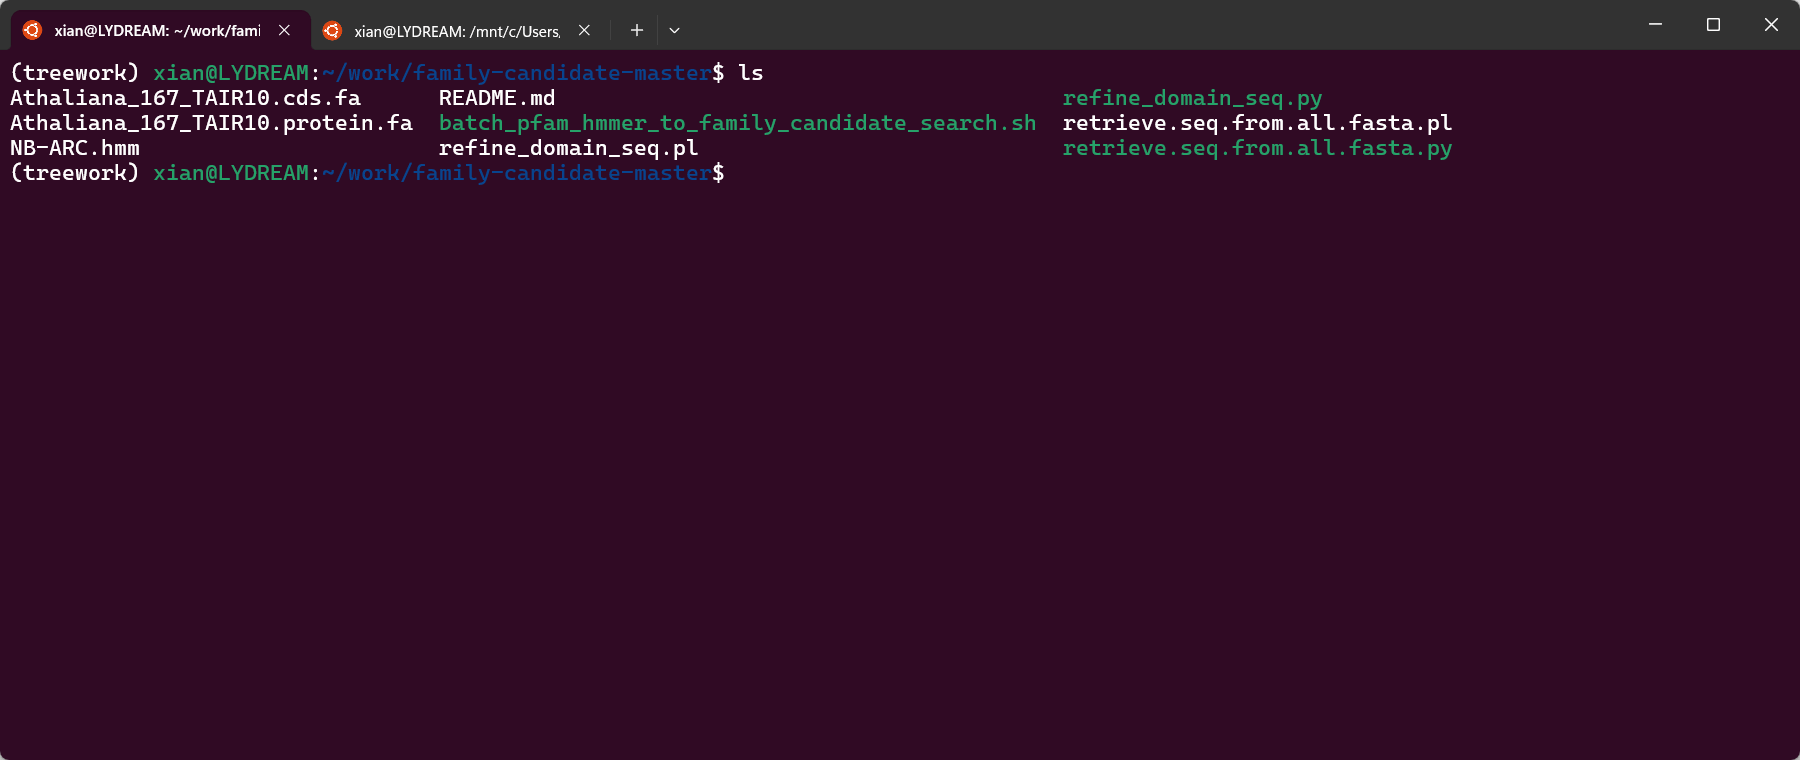 xian@LYDREAM: ~/work/fami
xian@LYDREAM: /mnt/c/Users,
(treework) xian@LYDREAM:~/work/family-candidate-master$ ls
Athaliana_167_TAIR10.cds.fa README.md refine_domain_seq.py
Athaliana_167_TAIR10.protein.fa batch_pfam_hmmer_to_family_candidate_search.sh retrieve.seq.from.all.fasta.pl
NB-ARC.hmm refine_domain_seq.pl retrieve.seq.from.all.fasta.py
(treework) xian@LYDREAM:~/work/family-candidate-master$